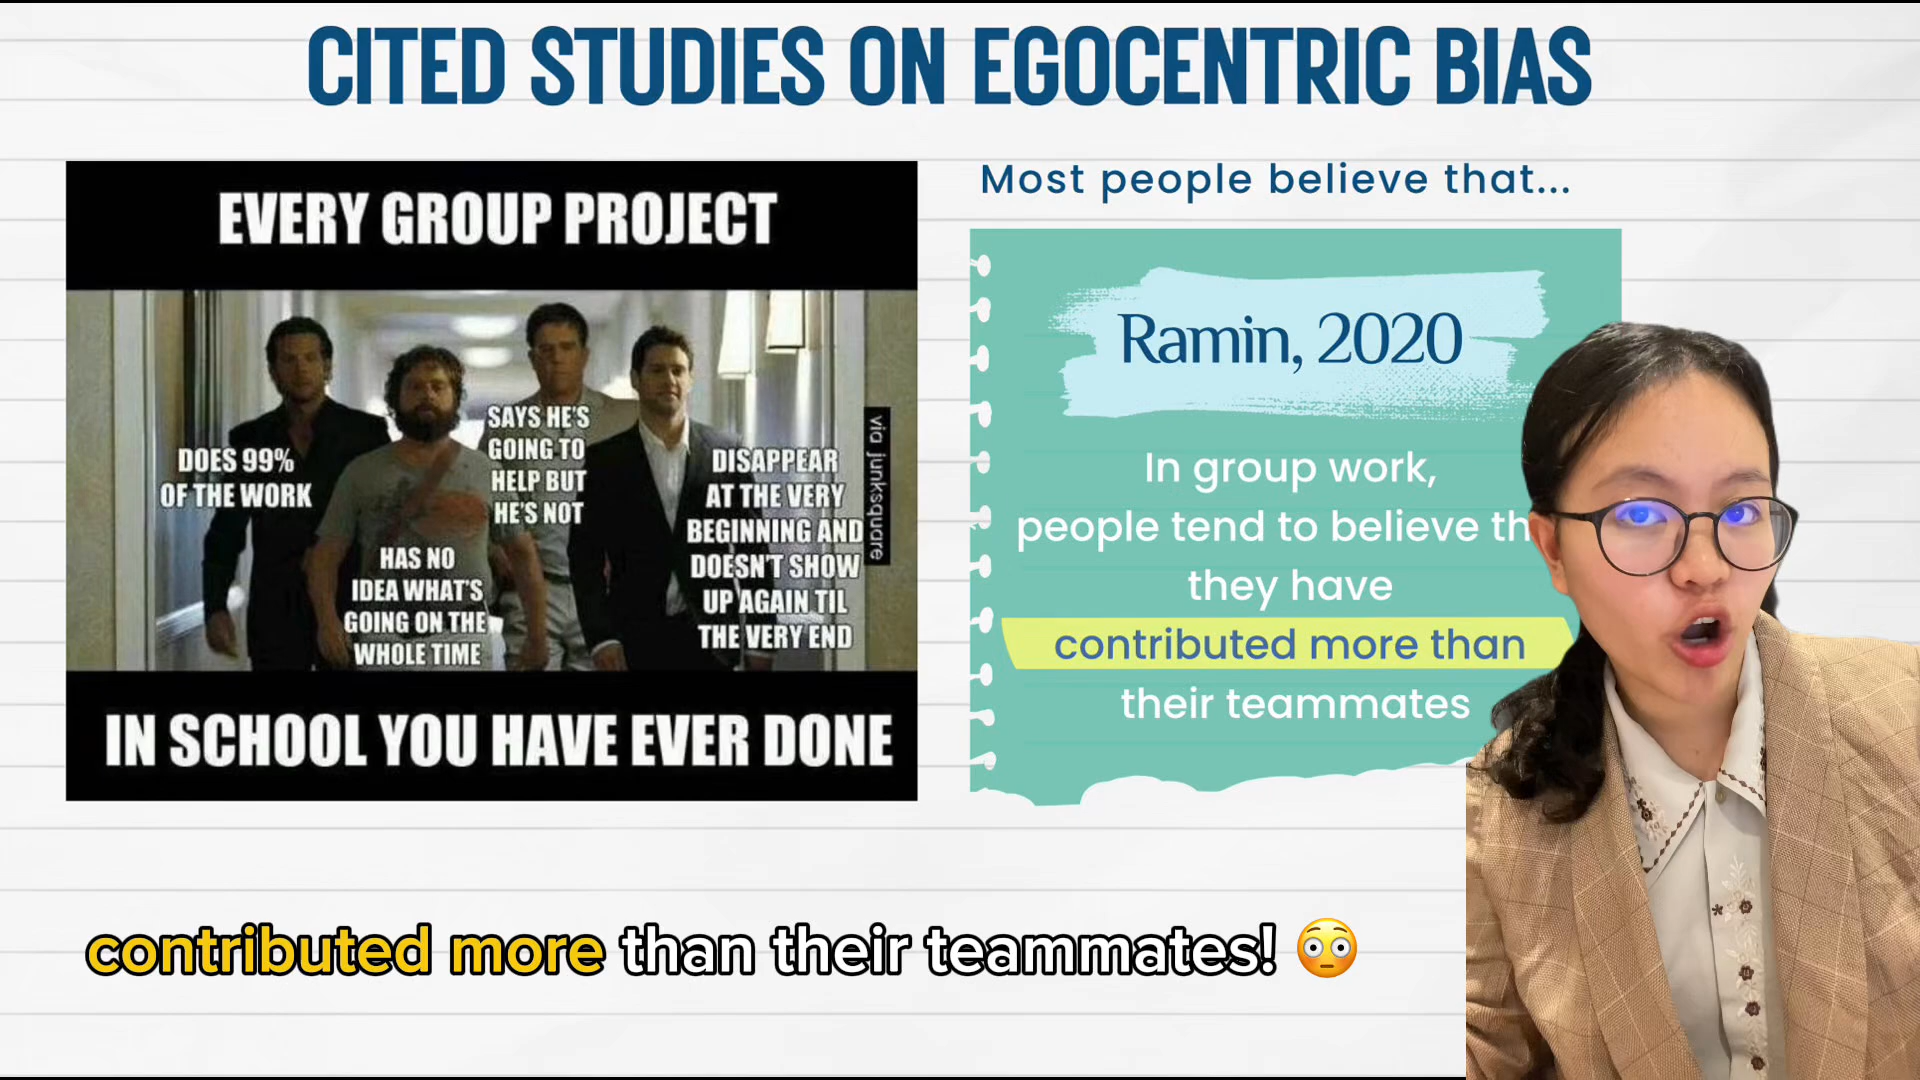 CITED STUDIES ON EGOCENTRIC BIAS
EVERY GROUP PROJECT
DOES 99%
OF THE WORK
HAS NO
IDEA WHAT'S
GOING ON THE
WHOLE TIME
SAYS HE'S
GOING TO
HELP BUT
HE'S NOT
DISAPPEAR
AT THE VERY
BEGINNING AND
DOESN'T SHOW
UP AGAIN TIL
THE VERY END
via junksquare
IN SCHOOL YOU HAVE EVER DONE
Most people believe that...
Ramin, 2020
In group work,
people tend to believe th
they have
contributed more than
their teammates
contributed more than their teammates! 😳